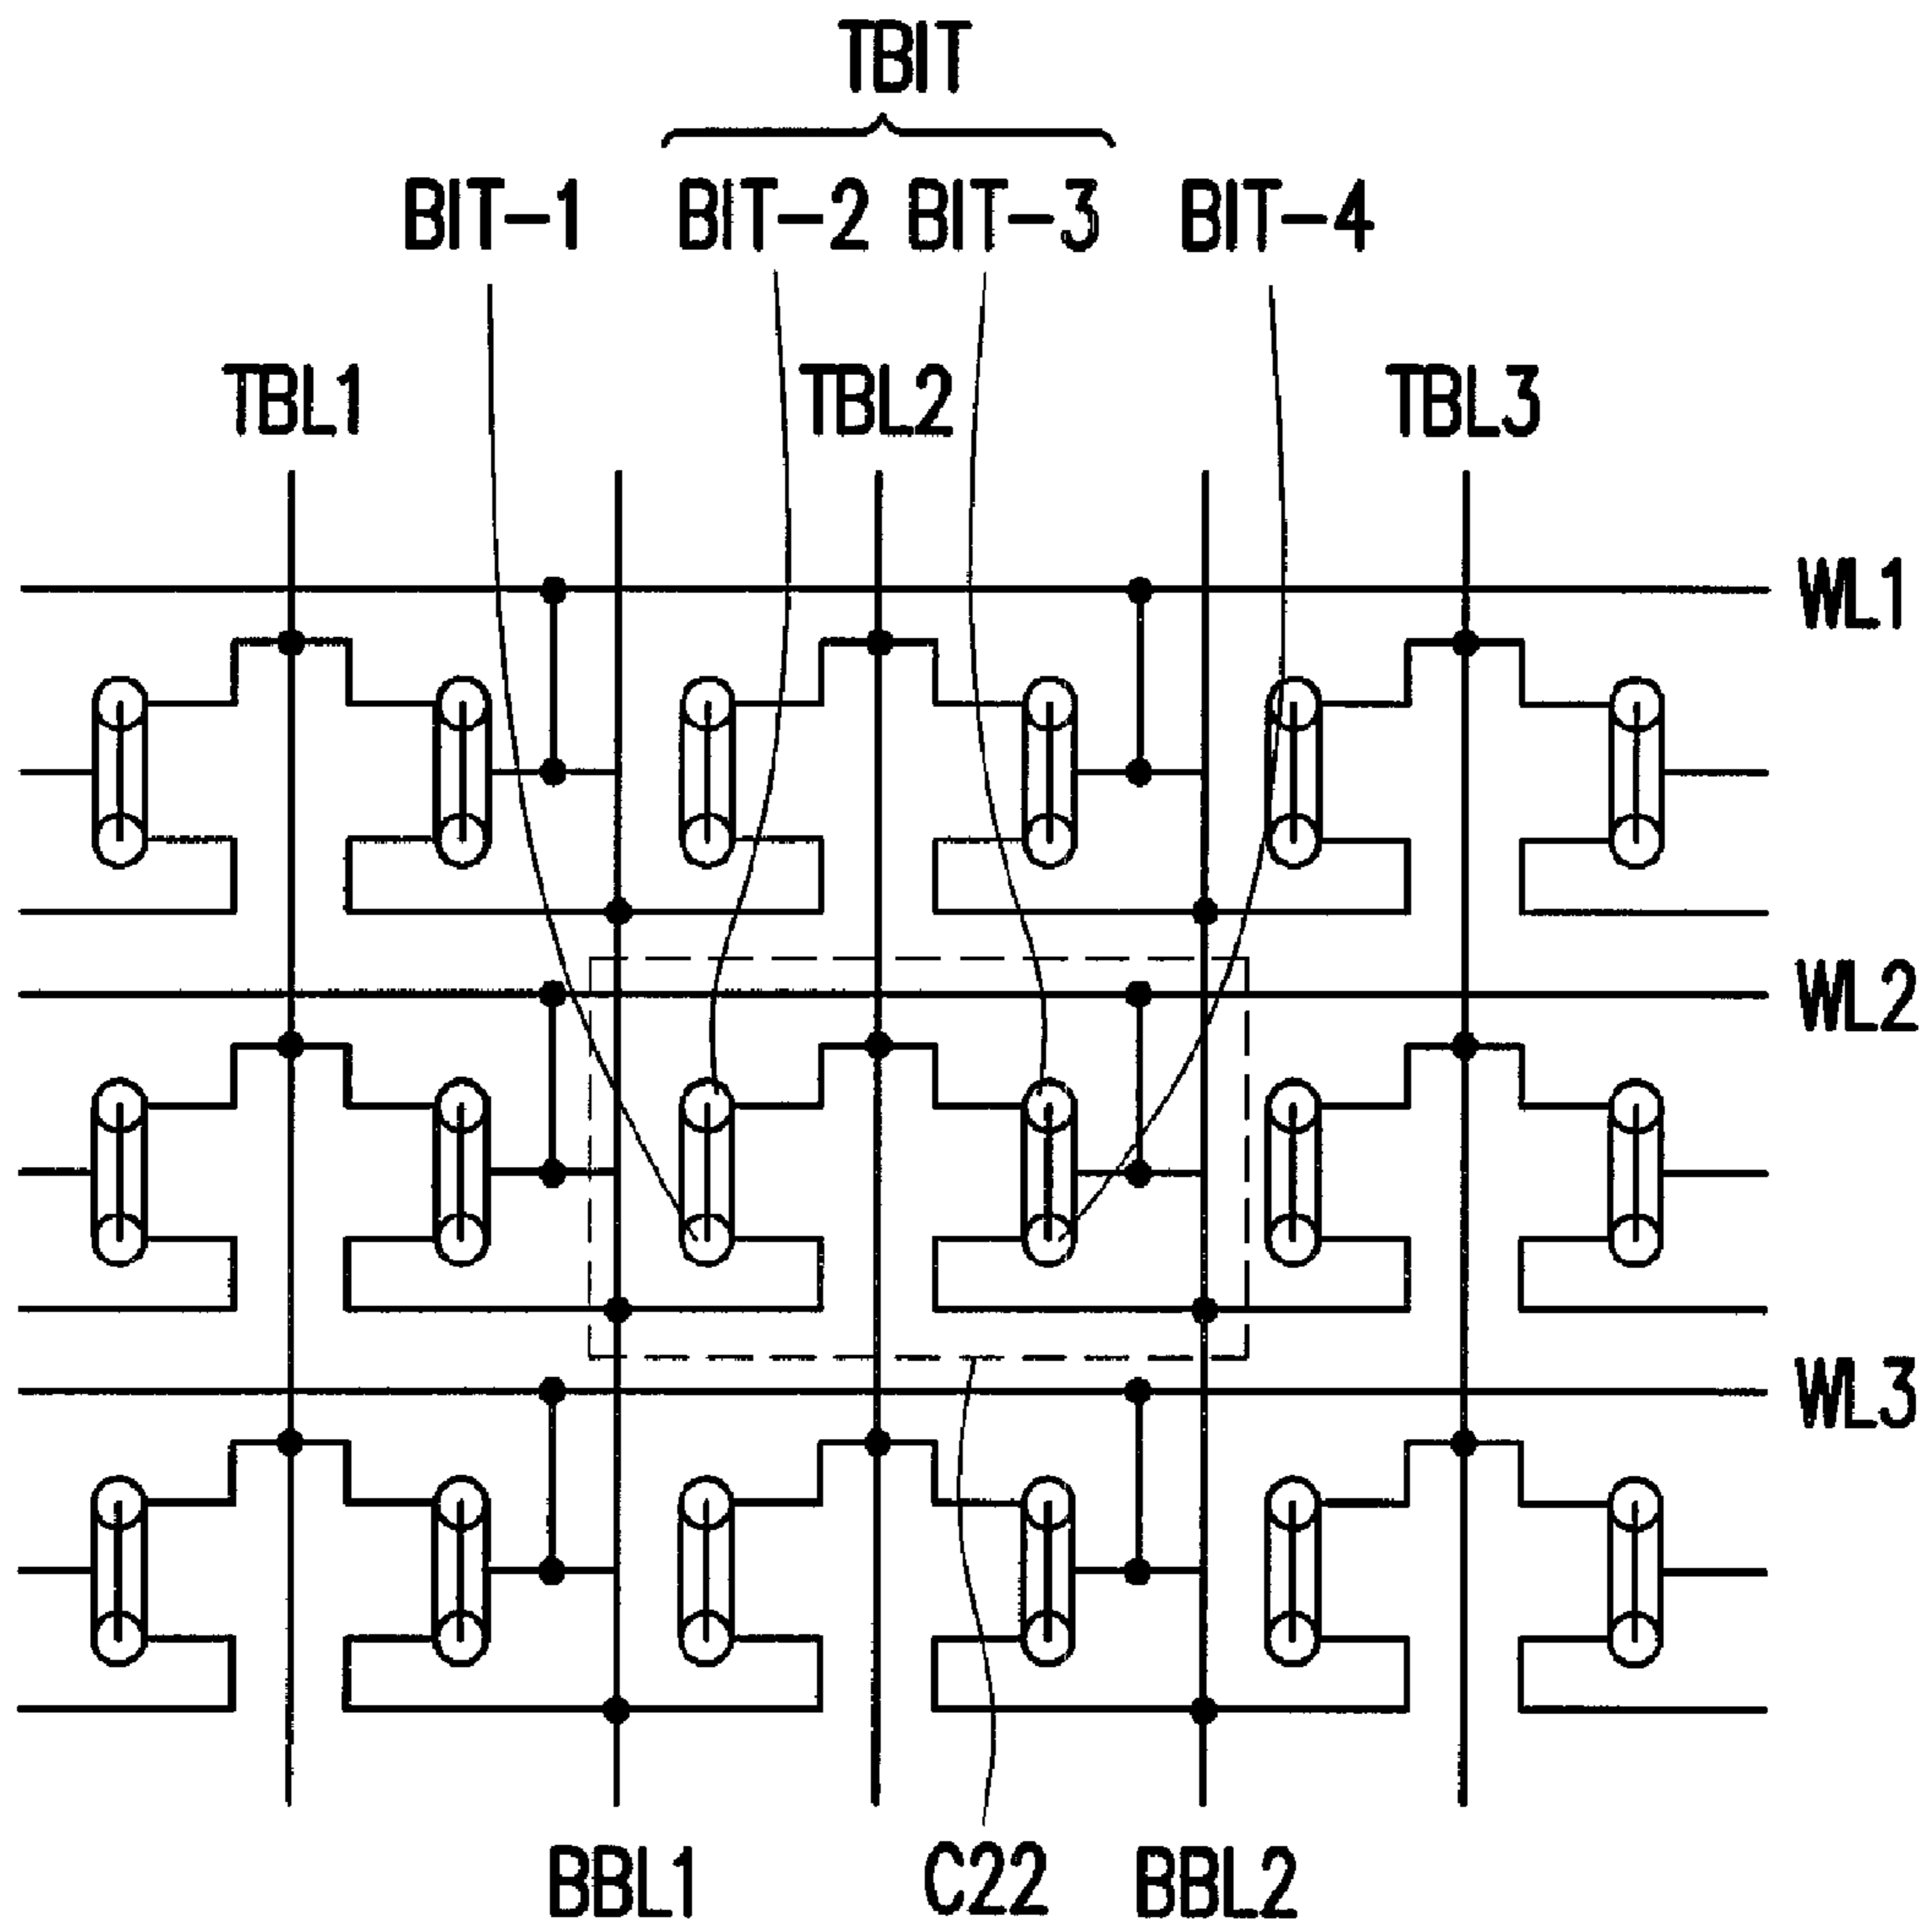 TBIT
BIT-1 BIT-2 BIT-3 BIT-4
TBL1 TBL2 TBL3
WL1
WL2
WL3
BBL1 C22 BBL2